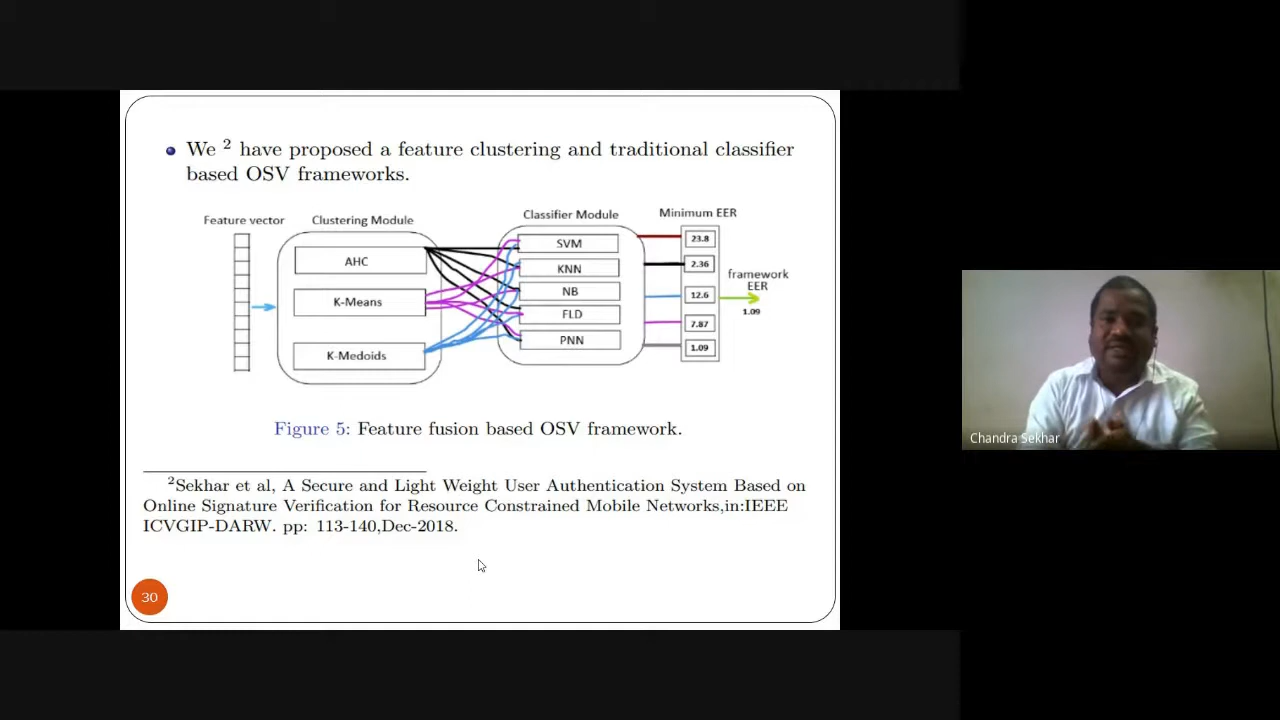 We ² have proposed a feature clustering and traditional classifier
based OSV frameworks.
Feature vector
Clustering Module
Classifier Module
Minimum EER
AHC
K-Means
K-Medoids
SVM
KNN
NB
FLD
PNN
23.8
2.36
12.6
7.87
1.09
framework
EER
1.09
Figure 5: Feature fusion based OSV framework.
²Sekhar et al, A Secure and Light Weight User Authentication System Based on
Online Signature Verification for Resource Constrained Mobile Networks,in:IEEE
ICVGIP-DARW. pp: 113-140,Dec-2018.
30
Chandra Sekhar